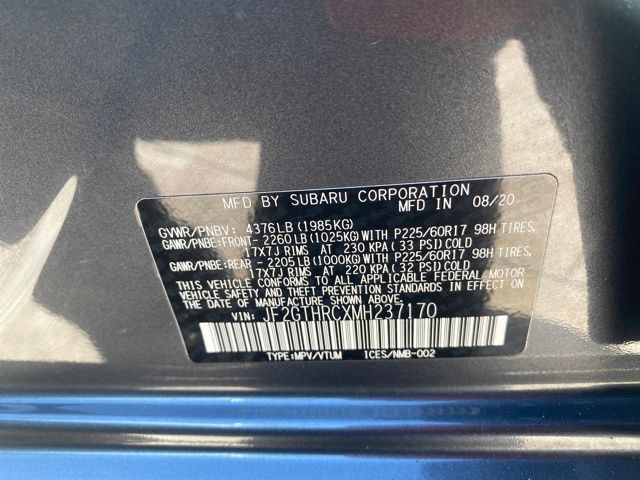 MFD BY SUBARU CORPORATION MFD IN 08/20
GVWR/PNBV: 4376LB(1985KG)
GAWR/PNBE:FRONT- 2260LB(1025KG)WITH P225/60R17 98H TIRES,
17X7J RIMS AT 230 KPA (33 PSI)COLD
GAWR/PNBE:REAR - 2205LB(1000KG)WITH P225/60R17 98H TIRES,
17X7J RIMS AT 220 KPA (32 PSI)COLD
THIS VEHICLE CONFORMS TO ALL APPLICABLE FEDERAL MOTOR
VEHICLE SAFETY AND THEFT PREVENTION STANDARDS IN EFFECT ON
THE DATE OF MANUFACTURE SHOWN ABOVE.
VIN: JF2GTHRCXMH237170
TYPE:MPV/VTUM ICES/NMB-002